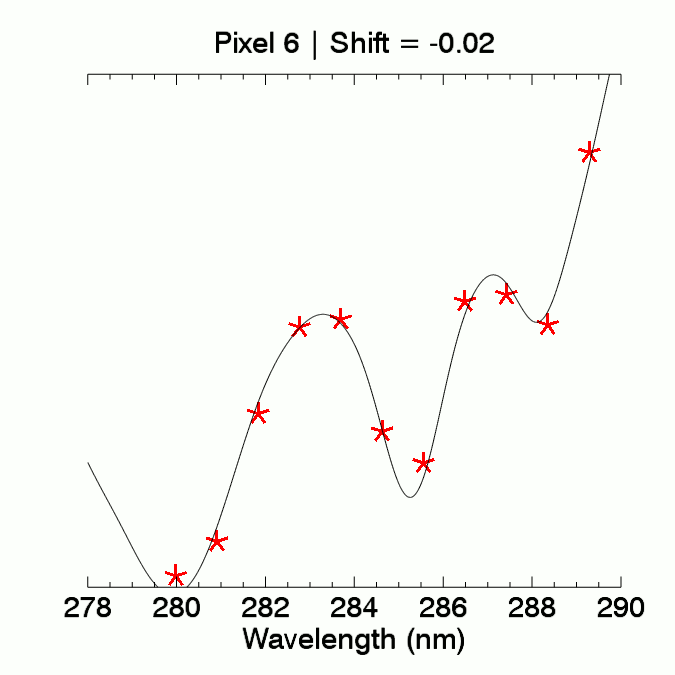 Pixel 6 | Shift = -0.02
278 280 282 284 286 288 290
Wavelength (nm)